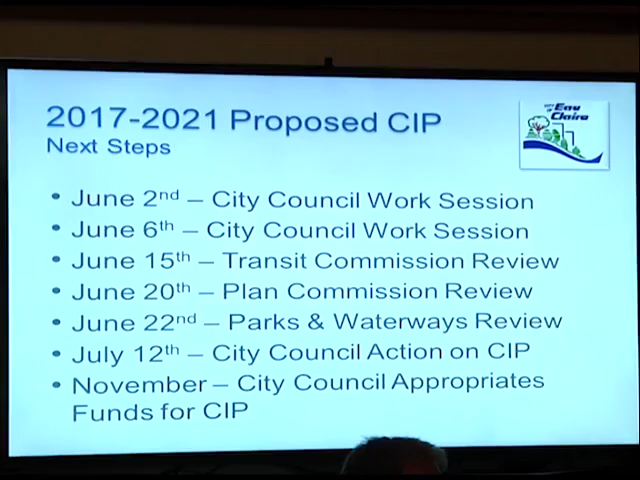 2017-2021 Proposed CIP
Next Steps
CITY OF Eau
Claire
• June 2nd – City Council Work Session
• June 6th – City Council Work Session
• June 15th – Transit Commission Review
• June 20th – Plan Commission Review
• June 22nd – Parks & Waterways Review
• July 12th – City Council Action on CIP
• November – City Council Appropriates
Funds for CIP